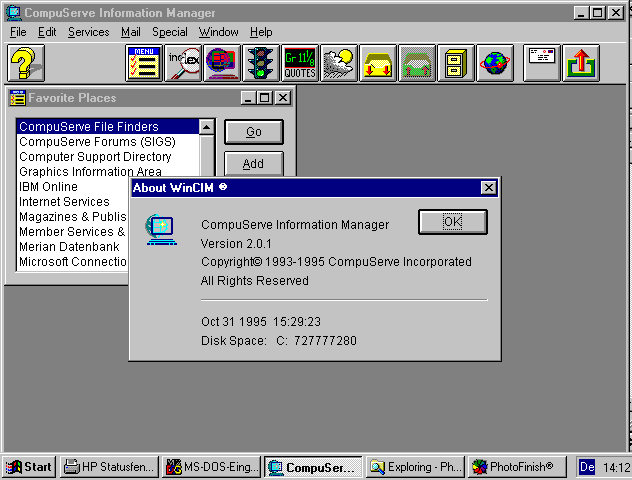 CompuServe Information Manager
File Edit Services Mail Special Window Help
MENU
index
Gr 11⅛
QUOTES
Favorite Places
CompuServe File Finders
CompuServe Forums (SIGS)
Computer Support Directory
Graphics Information Area
IBM Online
Internet Services
Magazines & Publis
Member Services &
Merian Datenbank
Microsoft Connectio
Go
Add
About WinCIM ®
OK
CompuServe Information Manager
Version 2.0.1
Copyright© 1993-1995 CompuServe Incorporated
All Rights Reserved
Oct 31 1995 15:29:23
Disk Space: C: 727777280
Start
HP Statusfen...
MS-DOS-Eing...
CompuSer...
Exploring - Ph...
PhotoFinish®
De
14:12